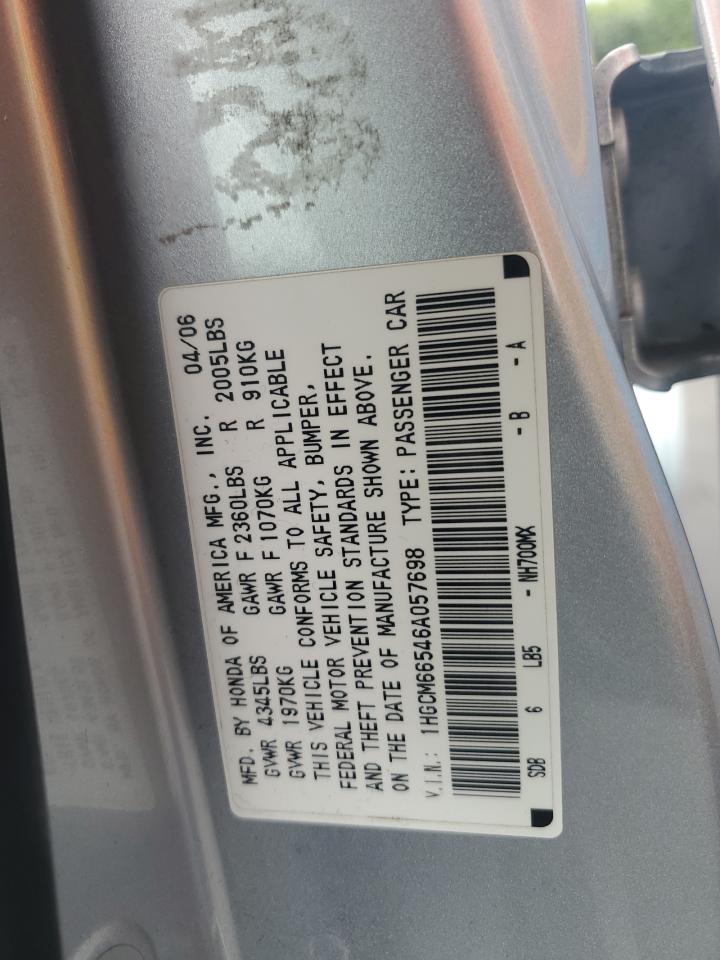 MFD. BY HONDA OF AMERICA MFG., INC. 04/06
GVWR 4345LBS GAWR F 2360LBS R 2005LBS
GVWR 1970KG GAWR F 1070KG R 910KG
THIS VEHICLE CONFORMS TO ALL APPLICABLE
FEDERAL MOTOR VEHICLE SAFETY, BUMPER,
AND THEFT PREVENTION STANDARDS IN EFFECT
ON THE DATE OF MANUFACTURE SHOWN ABOVE.
V.I.N.: 1HGCM66546A057698 TYPE: PASSENGER CAR
SDB 6 LB5 - NH700MX - B - A